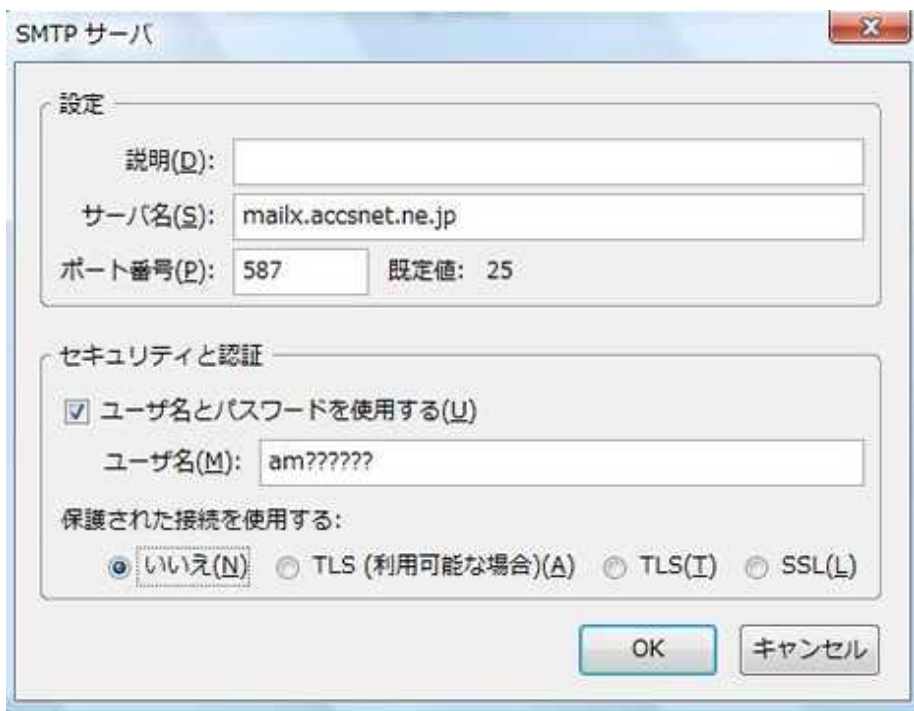 SMTP サーバ
設定
説明(D):
サーバ名(S): mailx.accsnet.ne.jp
ポート番号(P): 587 既定値: 25
セキュリティと認証
ユーザ名とパスワードを使用する(U)
ユーザ名(M): am??????
保護された接続を使用する:
いいえ(N) TLS (利用可能な場合)(A) TLS(T) SSL(L)
OK キャンセル